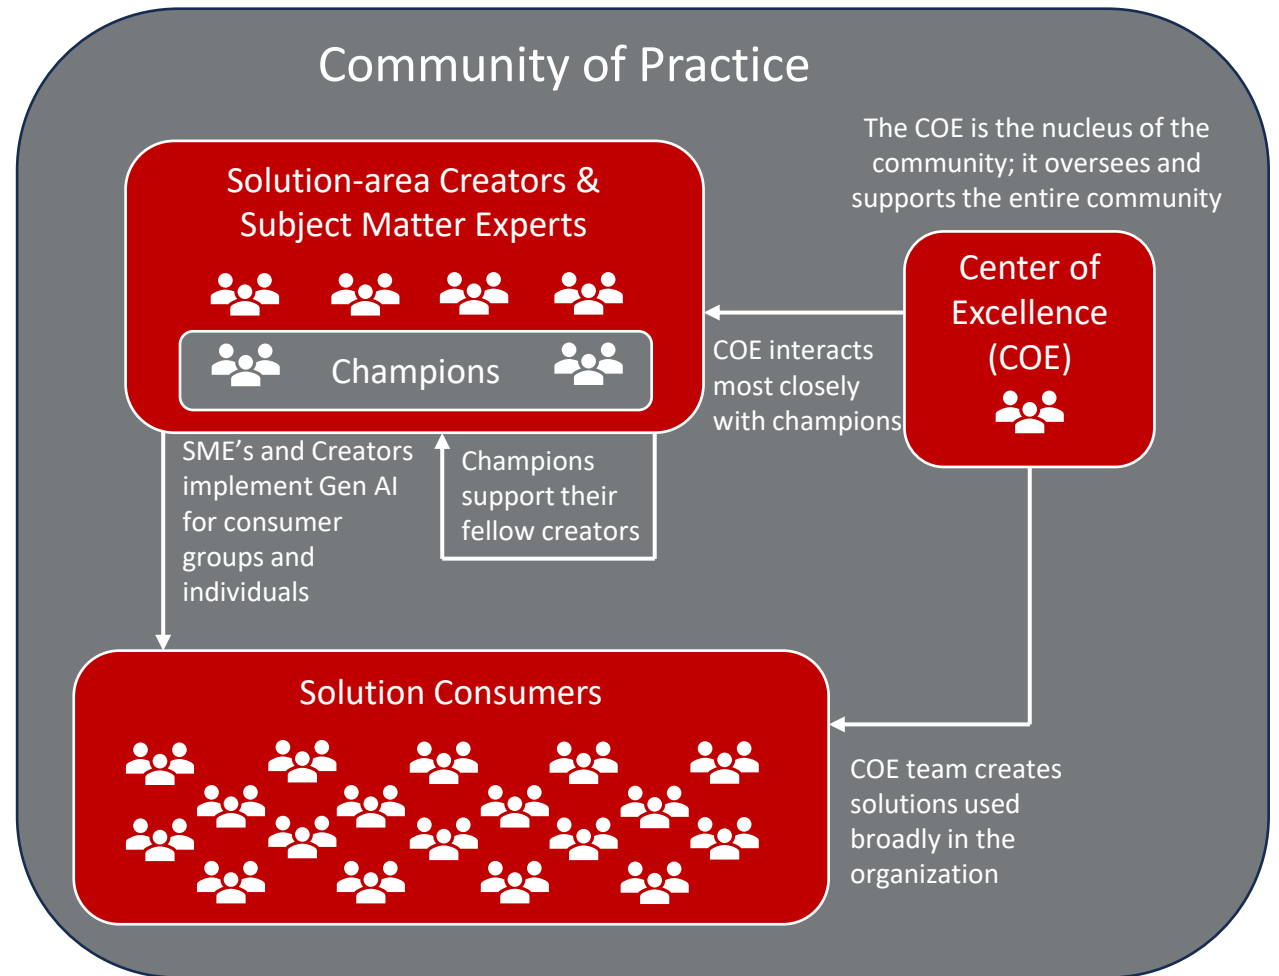 Community of Practice
The COE is the nucleus of the
community; it oversees and
supports the entire community
Solution-area Creators &
Subject Matter Experts
Champions
Center of
Excellence
(COE)
COE interacts
most closely
with champions
SME's and Creators
implement Gen AI
for consumer
groups and
individuals
Champions
support their
fellow creators
Solution Consumers
COE team creates
solutions used
broadly in the
organization